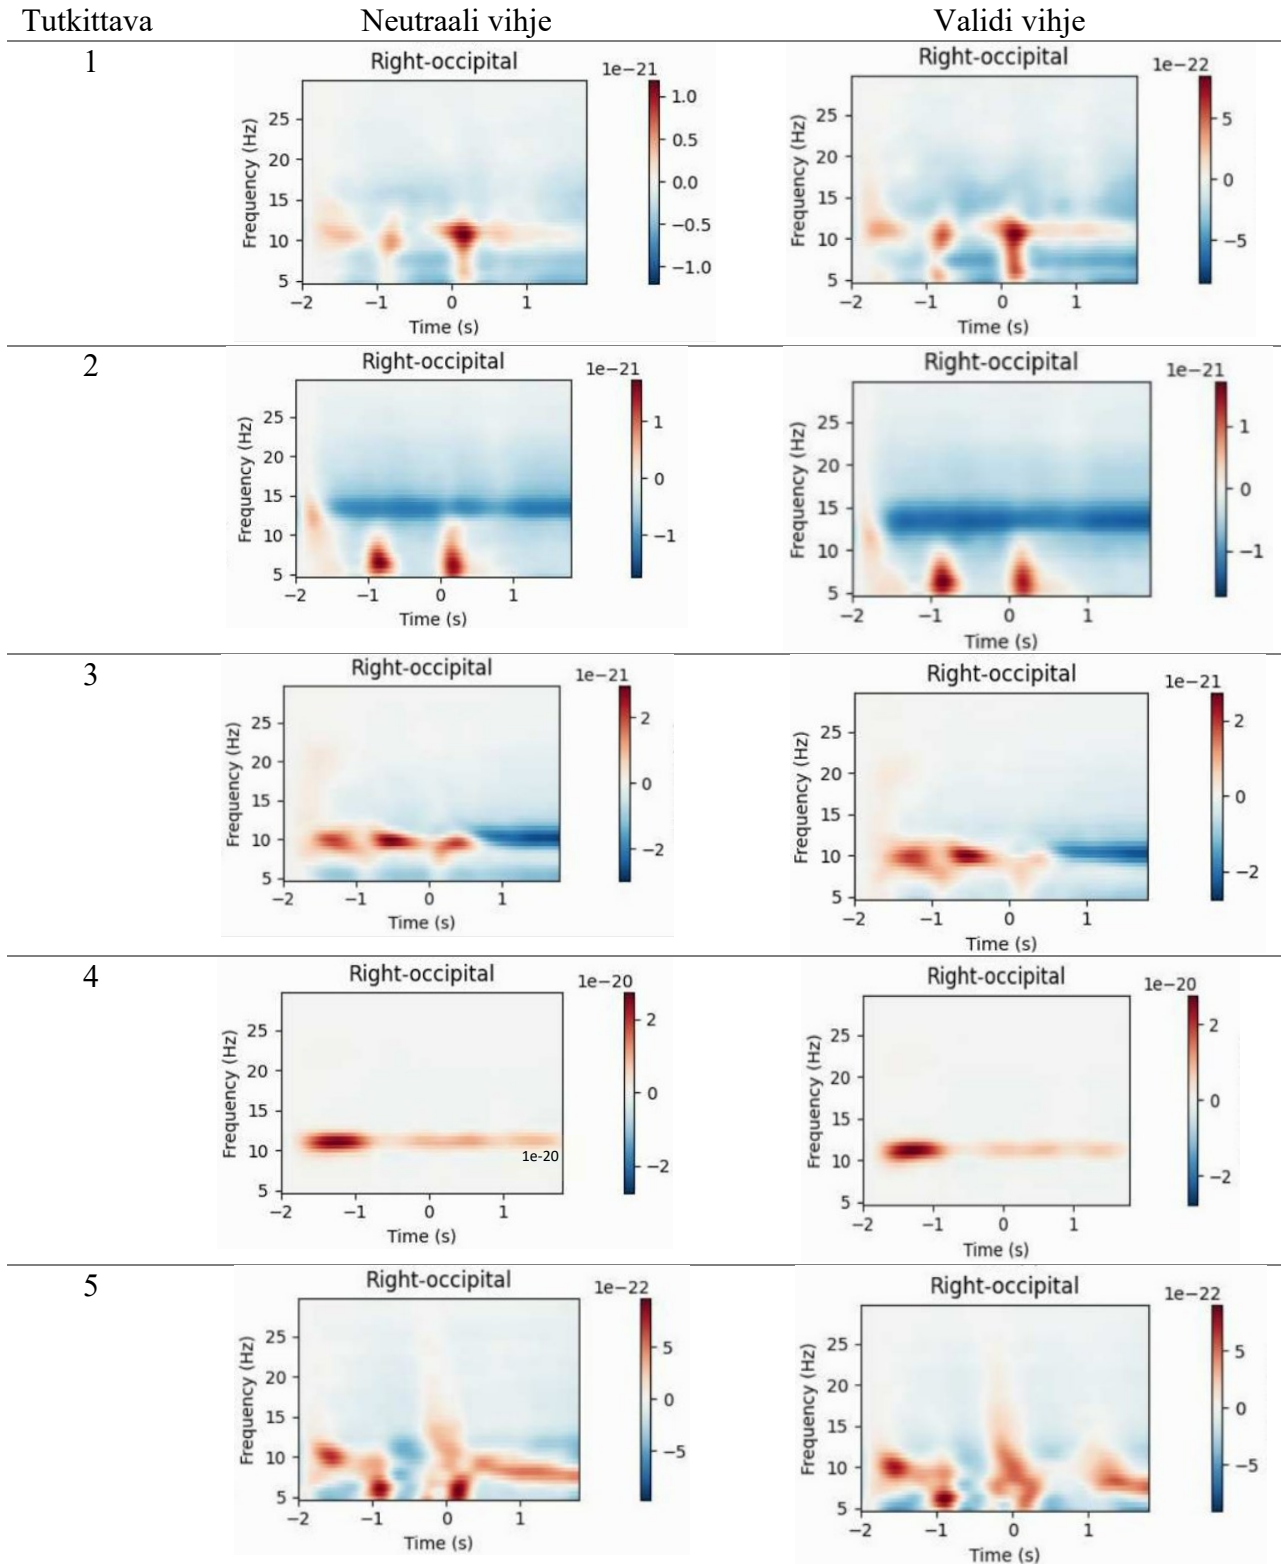 Tutkittava Neutraali vihje Validi vihje
1
Right-occipital
1e−21
Frequency (Hz)
25
20
15
10
5
−2 −1 0 1
Time (s)
1.0
0.5
0.0
−0.5
−1.0
Right-occipital
1e−22
Frequency (Hz)
25
20
15
10
5
−2 −1 0 1
Time (s)
5
0
−5
2
Right-occipital
1e−21
Frequency (Hz)
25
20
15
10
5
−2 −1 0 1
Time (s)
1
0
−1
Right-occipital
1e−21
Frequency (Hz)
25
20
15
10
5
−2 −1 0 1
Time (s)
1
0
−1
3
Right-occipital
1e−21
Frequency (Hz)
25
20
15
10
5
−2 −1 0 1
Time (s)
2
0
−2
Right-occipital
1e−21
Frequency (Hz)
25
20
15
10
5
−2 −1 0 1
Time (s)
2
0
−2
4
Right-occipital
1e−20
Frequency (Hz)
25
20
15
10
5
1e-20
−2 −1 0 1
Time (s)
2
0
−2
Right-occipital
1e−20
Frequency (Hz)
25
20
15
10
5
−2 −1 0 1
Time (s)
2
0
−2
5
Right-occipital
1e−22
Frequency (Hz)
25
20
15
10
5
−2 −1 0 1
Time (s)
5
0
−5
Right-occipital
1e−22
Frequency (Hz)
25
20
15
10
5
−2 −1 0 1
Time (s)
5
0
−5